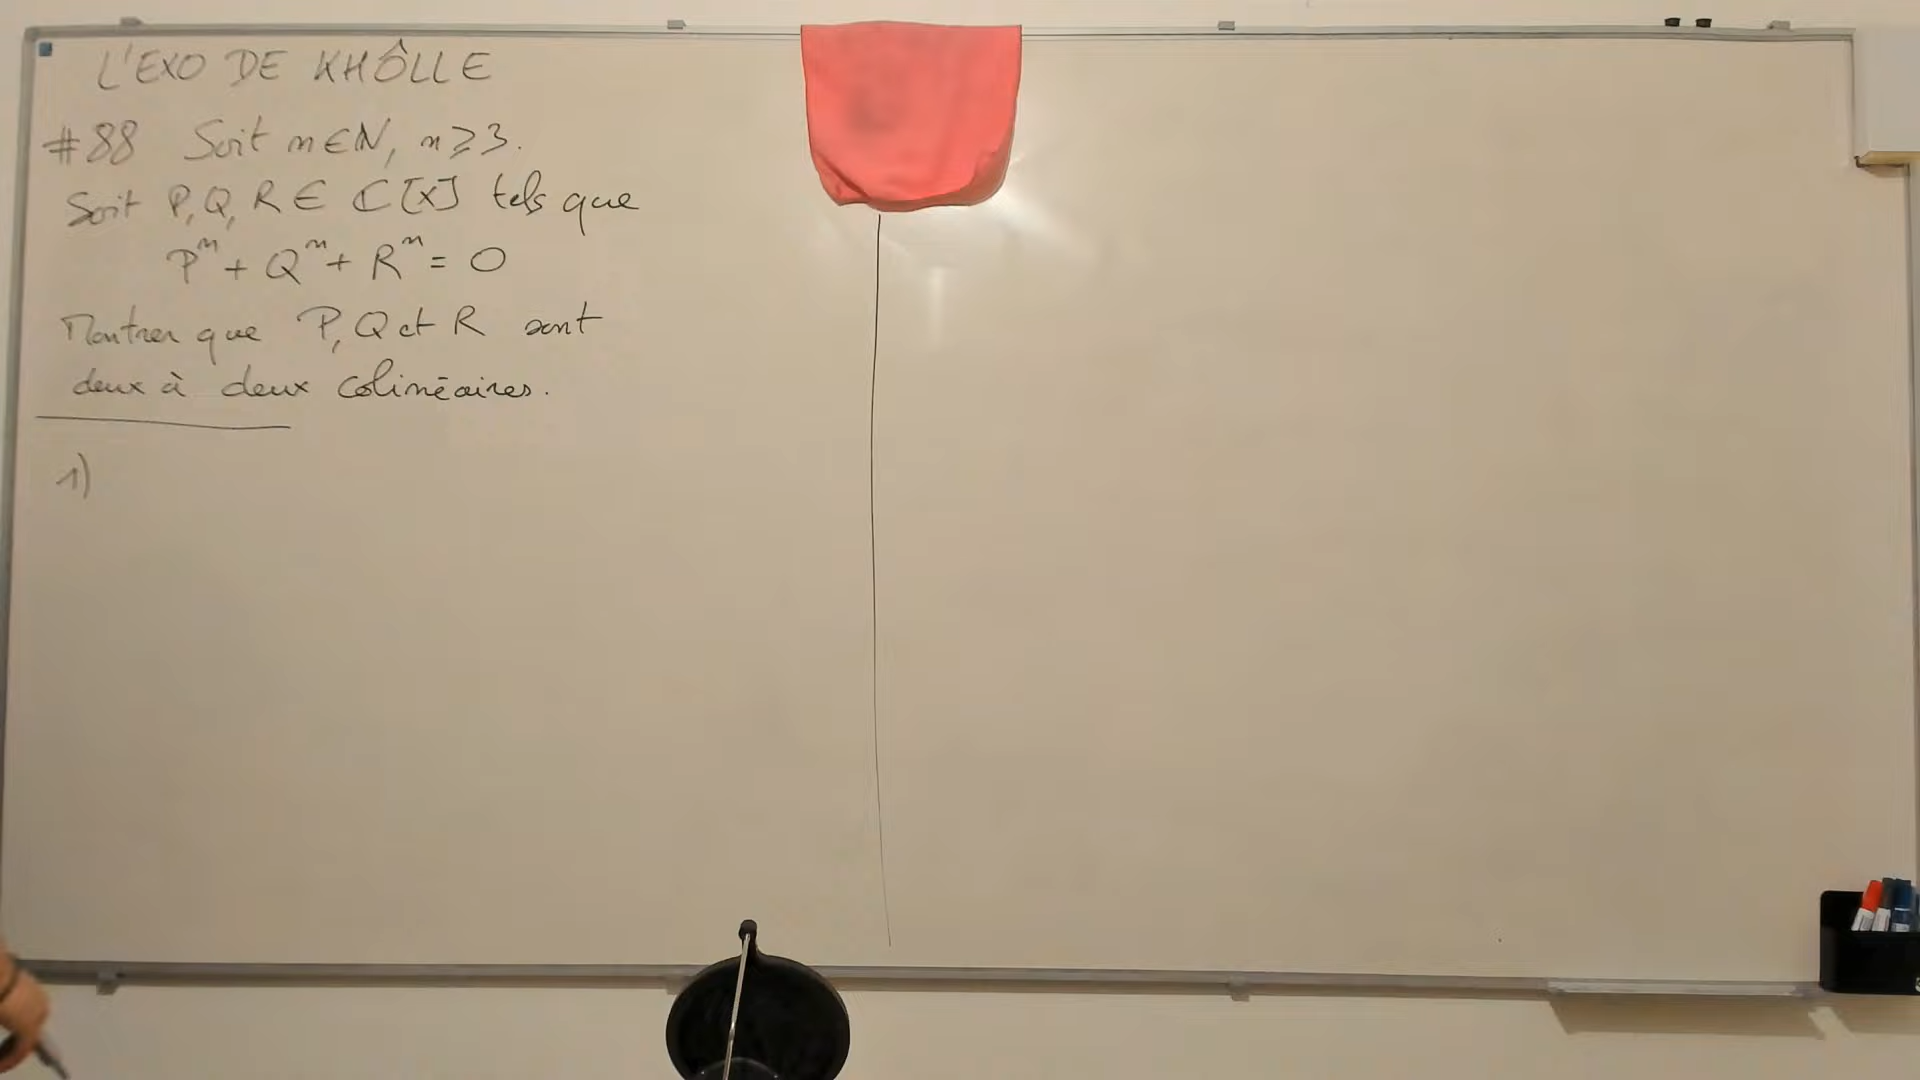 L'EXO DE KHÔLLE
#88 Soit n ∈ ℕ, n ≥ 3.
Soit P, Q, R ∈ ℂ[X] tels que
Pⁿ + Qⁿ + Rⁿ = 0
Montrer que P, Q et R sont
deux à deux colinéaires.
1)